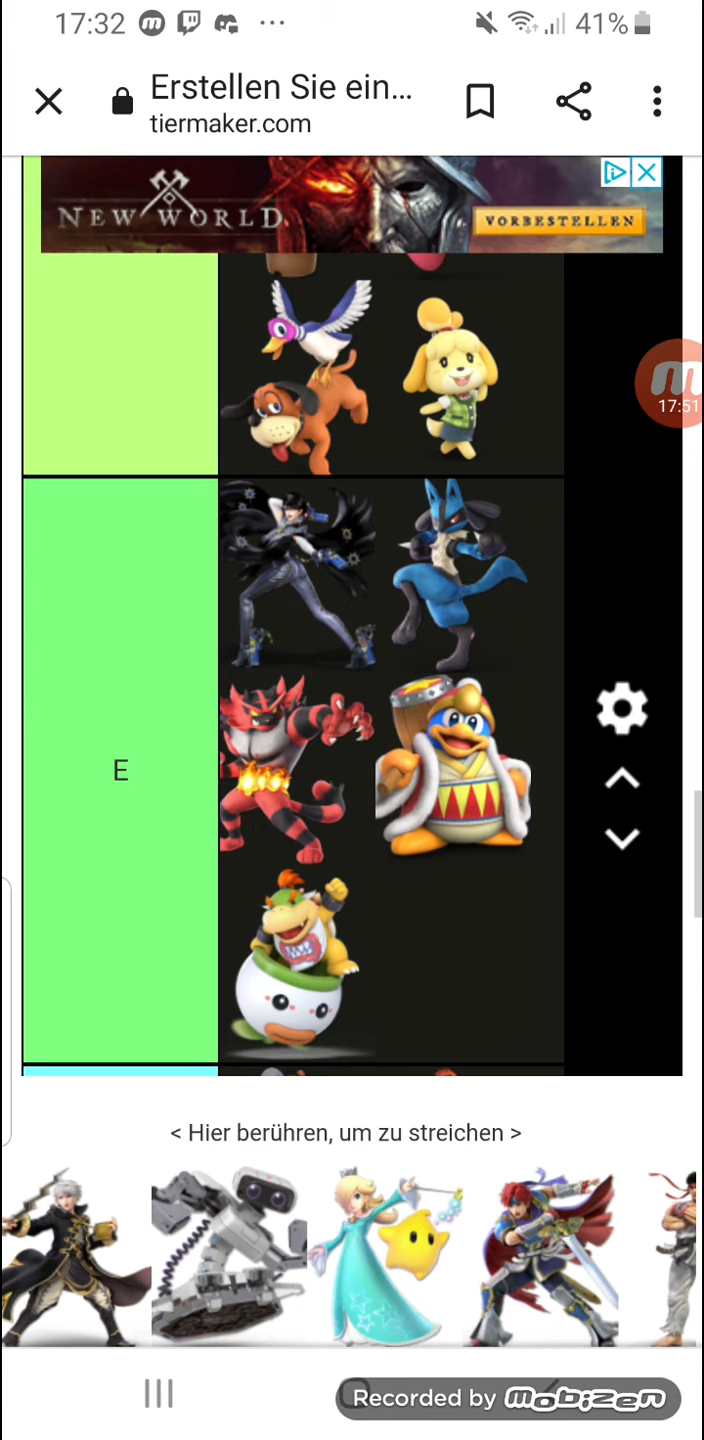 17:32 m ... 41%
Erstellen Sie ein...
tiermaker.com
NEW WORLD
VORBESTELLEN
m
17:51
E
< Hier berühren, um zu streichen >
Recorded by mobizen